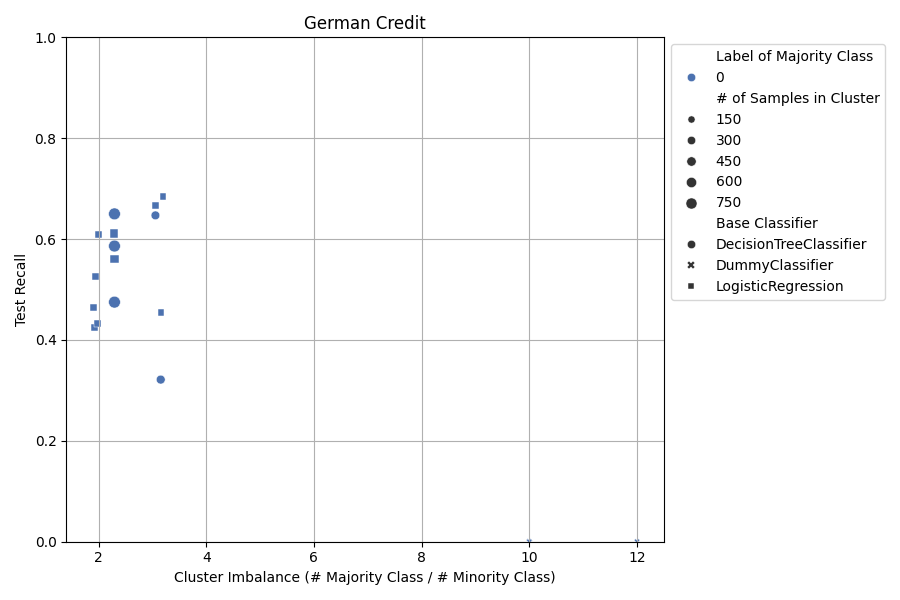 German Credit
1.0
0.8
0.6
0.4
0.2
0.0
Test Recall
2
4
6
8
10
12
Cluster Imbalance (# Majority Class / # Minority Class)
Label of Majority Class
0
# of Samples in Cluster
150
300
450
600
750
Base Classifier
DecisionTreeClassifier
DummyClassifier
LogisticRegression